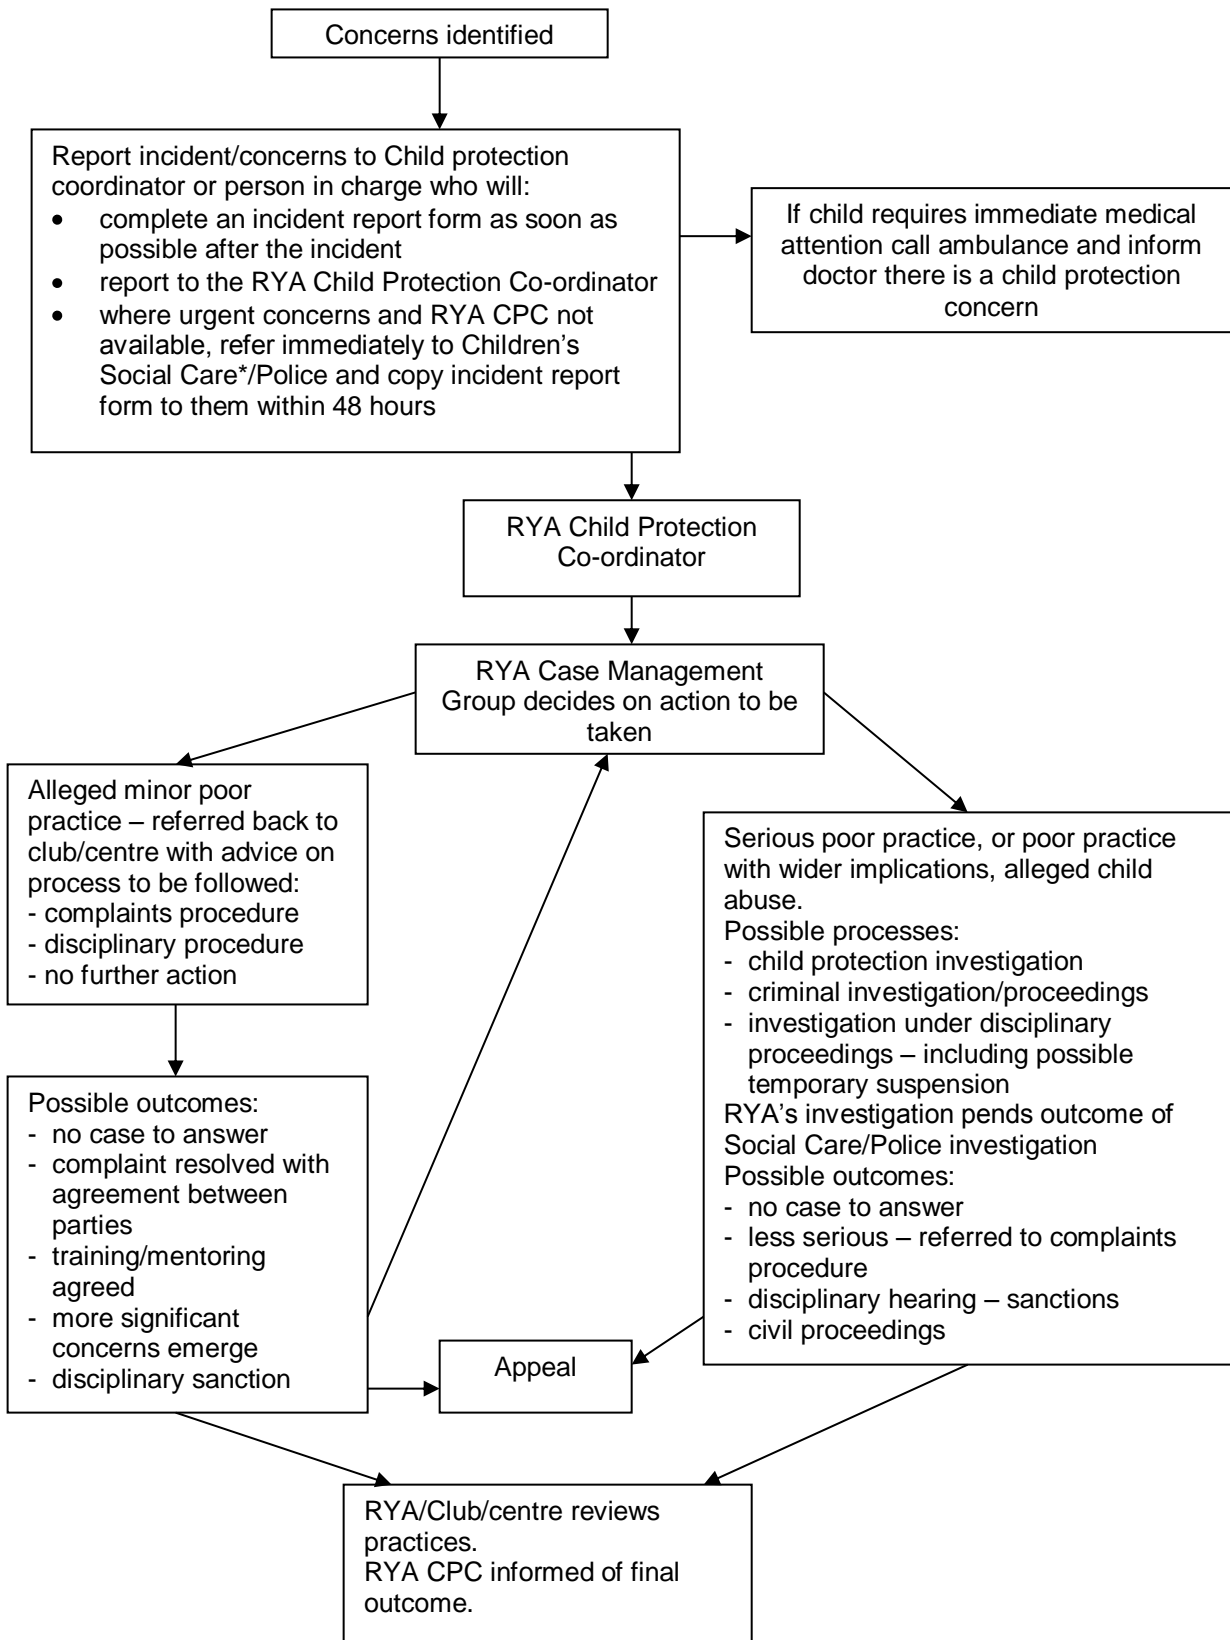 Concerns identified
Report incident/concerns to Child protection
coordinator or person in charge who will:
• complete an incident report form as soon as
possible after the incident
• report to the RYA Child Protection Co-ordinator
• where urgent concerns and RYA CPC not
available, refer immediately to Children's
Social Care*/Police and copy incident report
form to them within 48 hours
If child requires immediate medical
attention call ambulance and inform
doctor there is a child protection
concern
RYA Child Protection
Co-ordinator
RYA Case Management
Group decides on action to be
taken
Alleged minor poor
practice – referred back to
club/centre with advice on
process to be followed:
- complaints procedure
- disciplinary procedure
- no further action
Serious poor practice, or poor practice
with wider implications, alleged child
abuse.
Possible processes:
- child protection investigation
- criminal investigation/proceedings
- investigation under disciplinary
proceedings – including possible
temporary suspension
RYA's investigation pends outcome of
Social Care/Police investigation
Possible outcomes:
- no case to answer
- less serious – referred to complaints
procedure
- disciplinary hearing – sanctions
- civil proceedings
Possible outcomes:
- no case to answer
- complaint resolved with
agreement between
parties
- training/mentoring
agreed
- more significant
concerns emerge
- disciplinary sanction
Appeal
RYA/Club/centre reviews
practices.
RYA CPC informed of final
outcome.